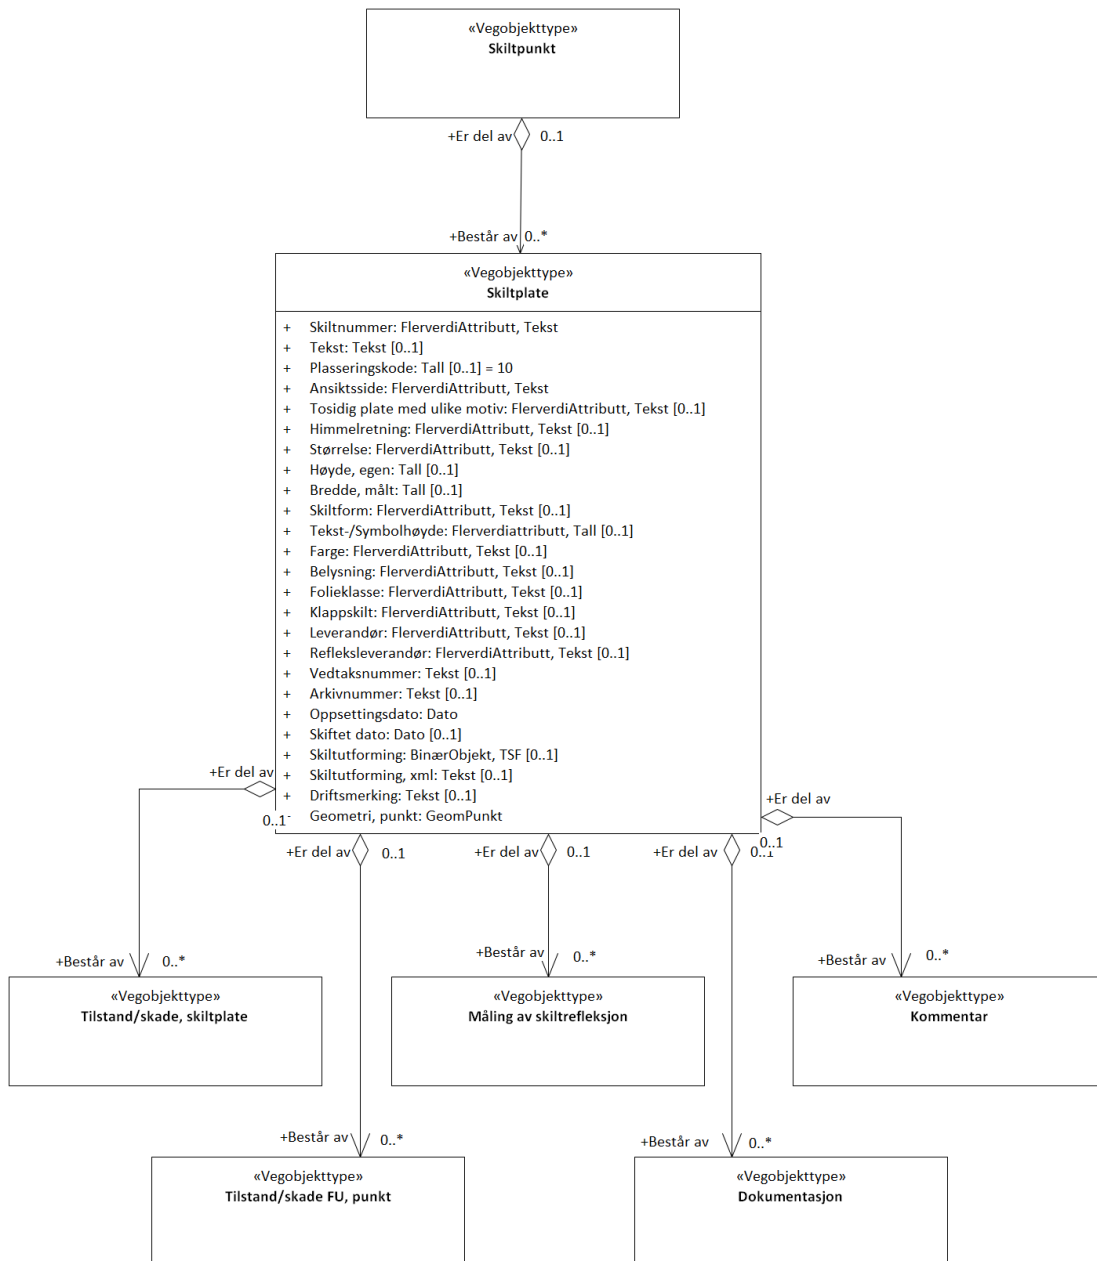 «Vegobjekttype»
Skiltpunkt
+Er del av 0..1
+Består av 0..*
«Vegobjekttype»
Skiltplate
+ Skiltnummer: FlerverdiAttributt, Tekst
+ Tekst: Tekst [0..1]
+ Plasseringskode: Tall [0..1] = 10
+ Ansiktsside: FlerverdiAttributt, Tekst
+ Tosidig plate med ulike motiv: FlerverdiAttributt, Tekst [0..1]
+ Himmelretning: FlerverdiAttributt, Tekst [0..1]
+ Størrelse: FlerverdiAttributt, Tekst [0..1]
+ Høyde, egen: Tall [0..1]
+ Bredde, målt: Tall [0..1]
+ Skiltform: FlerverdiAttributt, Tekst [0..1]
+ Tekst-/Symbolhøyde: Flerverdiattributt, Tall [0..1]
+ Farge: FlerverdiAttributt, Tekst [0..1]
+ Belysning: FlerverdiAttributt, Tekst [0..1]
+ Folieklasse: FlerverdiAttributt, Tekst [0..1]
+ Klappskilt: FlerverdiAttributt, Tekst [0..1]
+ Leverandør: FlerverdiAttributt, Tekst [0..1]
+ Refleksleverandør: FlerverdiAttributt, Tekst [0..1]
+ Vedtaksnummer: Tekst [0..1]
+ Arkivnummer: Tekst [0..1]
+ Oppsettingsdato: Dato
+ Skiftet dato: Dato [0..1]
+ Skiltutforming: BinærObjekt, TSF [0..1]
+ Skiltutforming, xml: Tekst [0..1]
+ Driftsmerking: Tekst [0..1]
Geometri, punkt: GeomPunkt
+Er del av
0..1
+Er del av
0..1
+Er del av 0..1
+Er del av 0..1
+Er del av 0..1
+Består av 0..*
+Består av 0..*
+Består av 0..*
«Vegobjekttype»
Tilstand/skade, skiltplate
«Vegobjekttype»
Måling av skiltrefleksjon
«Vegobjekttype»
Kommentar
+Består av 0..*
+Består av 0..*
«Vegobjekttype»
Tilstand/skade FU, punkt
«Vegobjekttype»
Dokumentasjon